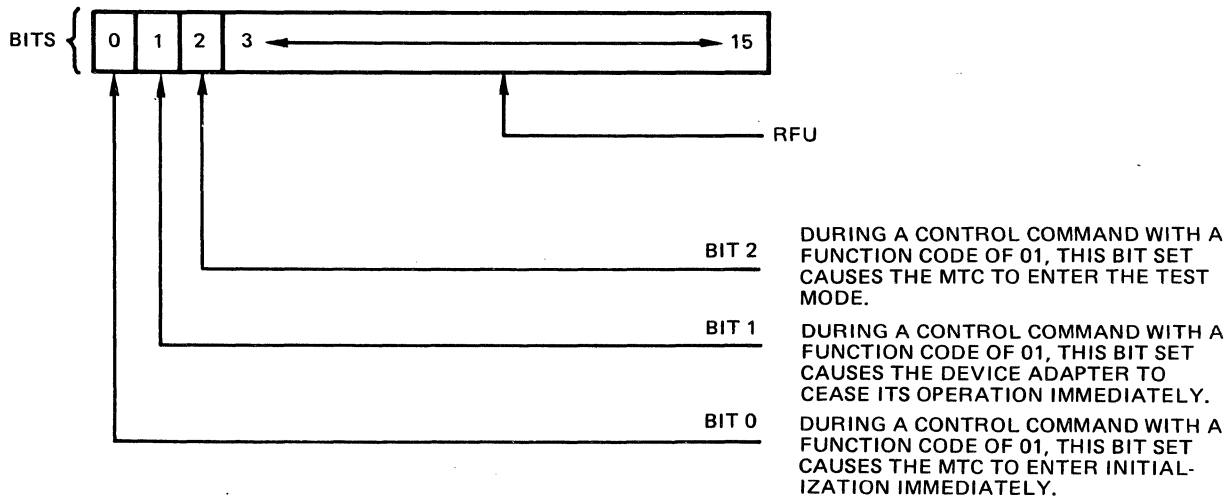 BITS 0 1 2 3 15
RFU
BIT 2
DURING A CONTROL COMMAND WITH A
FUNCTION CODE OF 01, THIS BIT SET
CAUSES THE MTC TO ENTER THE TEST
MODE.
BIT 1
DURING A CONTROL COMMAND WITH A
FUNCTION CODE OF 01, THIS BIT SET
CAUSES THE DEVICE ADAPTER TO
CEASE ITS OPERATION IMMEDIATELY.
BIT 0
DURING A CONTROL COMMAND WITH A
FUNCTION CODE OF 01, THIS BIT SET
CAUSES THE MTC TO ENTER INITIAL-
IZATION IMMEDIATELY.